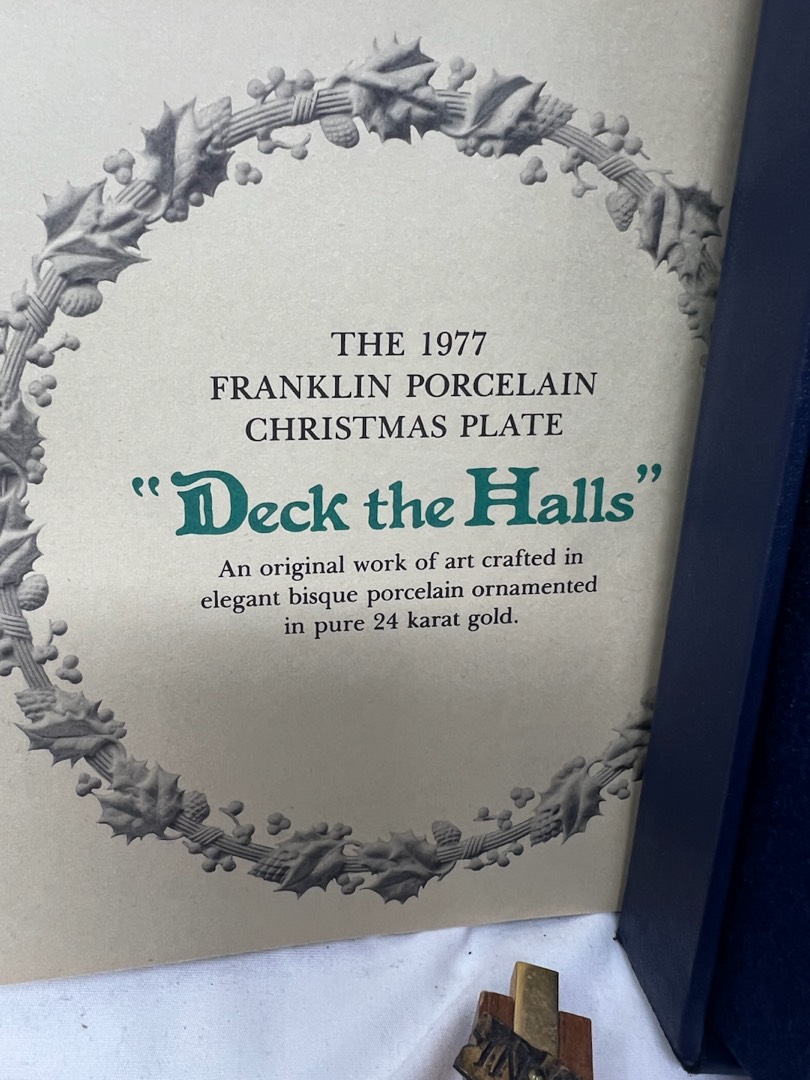 THE 1977
FRANKLIN PORCELAIN
CHRISTMAS PLATE
“Deck the Halls”
An original work of art crafted in
elegant bisque porcelain ornamented
in pure 24 karat gold.